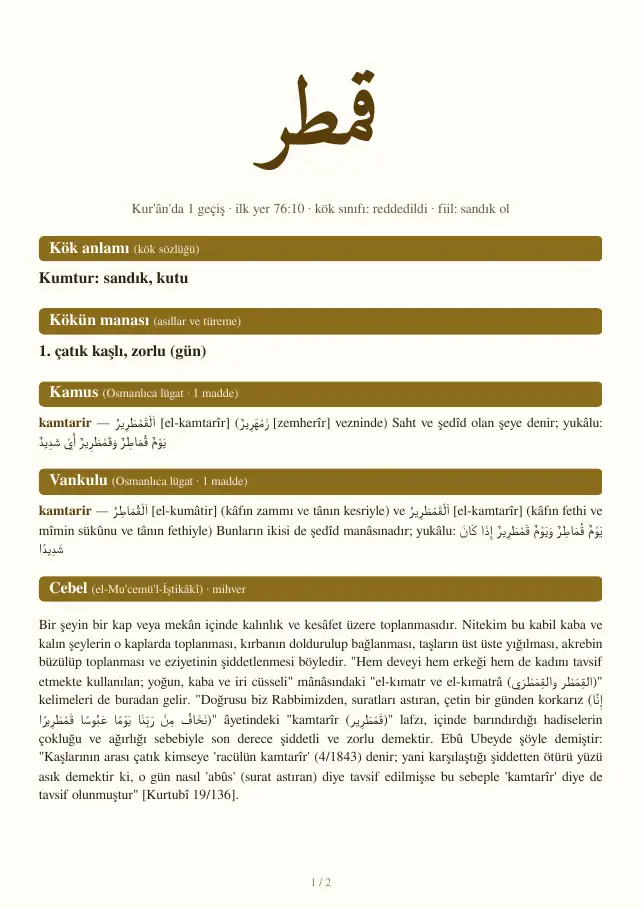 قمطر
Kur'ân'da 1 geçiş · ilk yer 76:10 · kök sınıfı: reddedildi · fiil: sandık ol
Kök anlamı (kök sözlüğü)
Kumtur: sandık, kutu
Kökün manası (asıllar ve türeme)
1. çatık kaşlı, zorlu (gün)
Kamus (Osmanlıca lügat · 1 madde)
kamtarir — اَلْقَمْطَرِيرُ [el-kamtarîr] (زَمْهَرِيرٌ [zemherîr] vezninde) Saht ve şedîd olan şeye denir; yukâlu:
يَوْمٌ قُمَاطِرٌ وَقَمْطَرِيرٌ أَيْ شَدِيدٌ
Vankulu (Osmanlıca lügat · 1 madde)
kamtarir — اَلْقُمَاطِرُ [el-kumâtir] (kâfın zammı ve tânın kesriyle) ve اَلْقَمْطَرِيرُ [el-kamtarîr] (kâfın fethi ve
mîmin sükûnu ve tânın fethiyle) Bunların ikisi de şedîd manâsınadır; yukâlu: يَوْمٌ قُمَاطِرٌ وَيَوْمٌ قَمْطَرِيرٌ إِذَا كَانَ
شَدِيدًا
Cebel (el-Mu'cemü'l-İştikâkî) · mihver
Bir şeyin bir kap veya mekân içinde kalınlık ve kesâfet üzere toplanmasıdır. Nitekim bu kabil kaba ve
kalın şeylerin o kaplarda toplanması, kırbanın doldurulup bağlanması, taşların üst üste yığılması, akrebin
büzülüp toplanması ve eziyetinin şiddetlenmesi böyledir. "Hem deveyi hem erkeği hem de kadını tavsif
etmekte kullanılan; yoğun, kaba ve iri cüsseli" mânâsındaki "el-kımatr ve el-kımatrâ (القِمَطْر والقِمَطْرَى)"
kelimeleri de buradan gelir. "Doğrusu biz Rabbimizden, suratları astıran, çetin bir günden korkarız (إِنَّا
نَخَافُ مِنْ رَبِّنَا يَوْمًا عَبُوسًا قَمْطَرِيرًا)" âyetindeki "kamtarîr (قَمْطَرِير)" lafzı, içinde barındırdığı hadiselerin
çokluğu ve ağırlığı sebebiyle son derece şiddetli ve zorlu demektir. Ebû Ubeyde şöyle demiştir:
"Kaşlarının arası çatık kimseye 'racülün kamtarîr' (4/1843) denir; yani karşılaştığı şiddetten ötürü yüzü
asık demektir ki, o gün nasıl 'abûs' (surat astıran) diye tavsif edilmişse bu sebeple 'kamtarîr' diye de
tavsif olunmuştur" [Kurtubî 19/136].
1 / 2